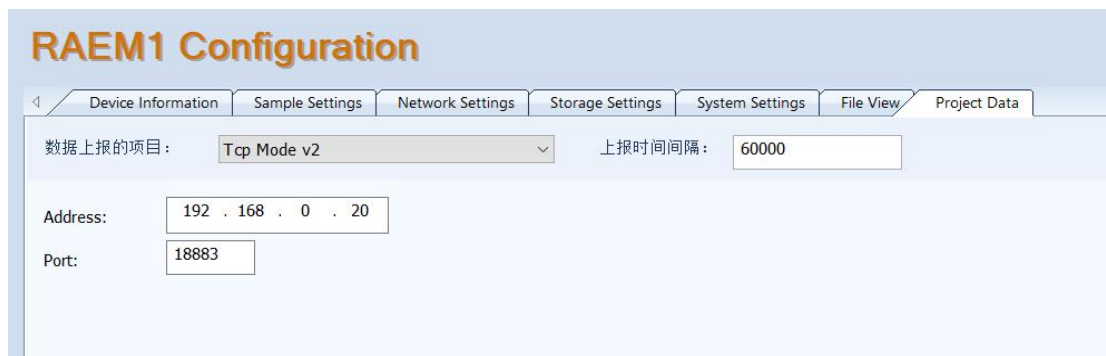 RAEM1 Configuration
Device Information Sample Settings Network Settings Storage Settings System Settings File View Project Data
数据上报的项目： Tcp Mode v2 上报时间间隔： 60000
Address: 192 . 168 . 0 . 20
Port: 18883